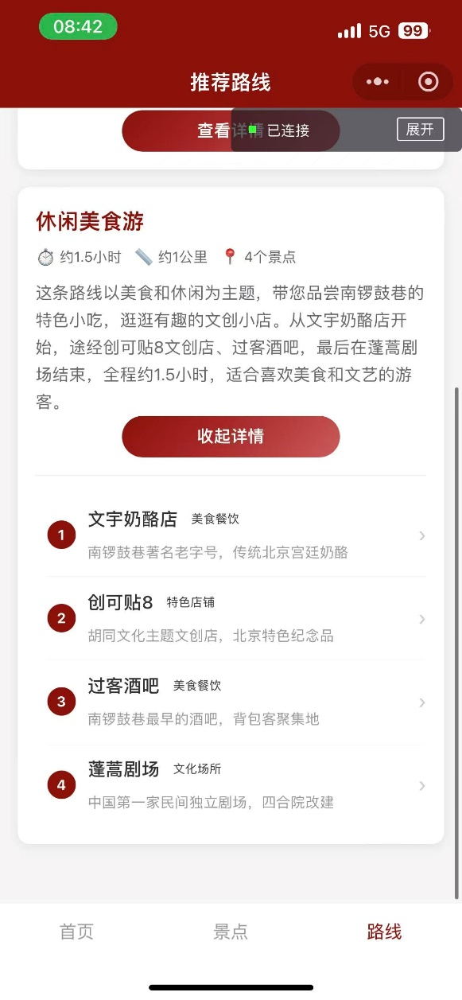 08:42
5G 99
推荐路线
查看详情
已连接
展开
休闲美食游
约1.5小时 约1公里 4个景点
这条路线以美食和休闲为主题，带您品尝南锣鼓巷的
特色小吃，逛逛有趣的文创小店。从文宇奶酪店开
始，途经创可贴8文创店、过客酒吧，最后在蓬蒿剧
场结束，全程约1.5小时，适合喜欢美食和文艺的游
客。
收起详情
1 文宇奶酪店 美食餐饮
南锣鼓巷著名老字号，传统北京宫廷奶酪
2 创可贴8 特色店铺
胡同文化主题文创店，北京特色纪念品
3 过客酒吧 美食餐饮
南锣鼓巷最早的酒吧，背包客聚集地
4 蓬蒿剧场 文化场所
中国第一家民间独立剧场，四合院改建
首页 景点 路线